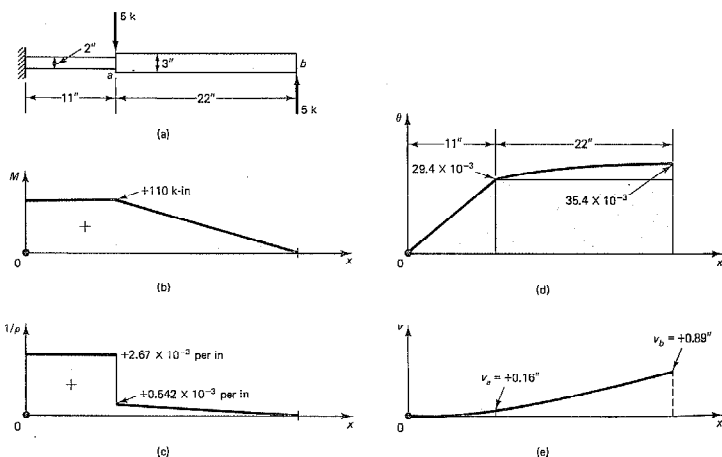 5 k
2"
a
3"
b
11"
22"
5 k
(a)
M
+110 k-in
+
0
x
(b)
1/ρ
+2.67 X 10⁻³ per in
+
+0.542 X 10⁻³ per in
0
x
(c)
θ
11"
22"
29.4 X 10⁻³
35.4 X 10⁻³
0
x
(d)
v
v_b = +0.89"
v_a = +0.16"
0
x
(e)